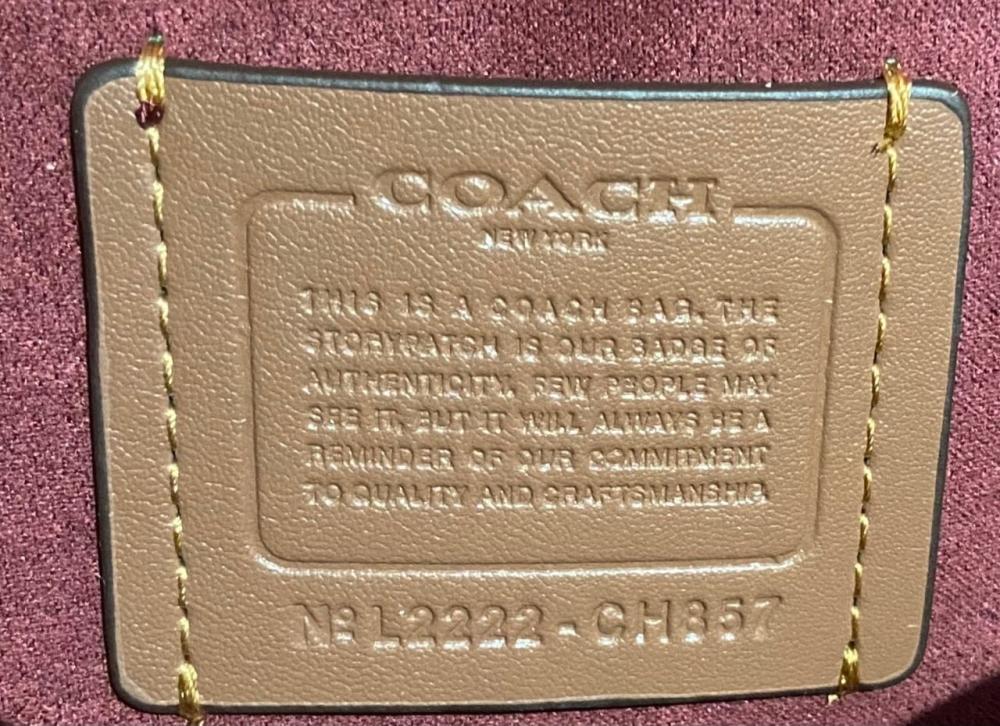 COACH
NEW YORK
THIS IS A COACH BAG. THE
STORYPATCH IS OUR BADGE OF
AUTHENTICITY. FEW PEOPLE MAY
SEE IT, BUT IT WILL ALWAYS BE A
REMINDER OF OUR COMMITMENT
TO QUALITY AND CRAFTSMANSHIP.
Nº L2222-CH857